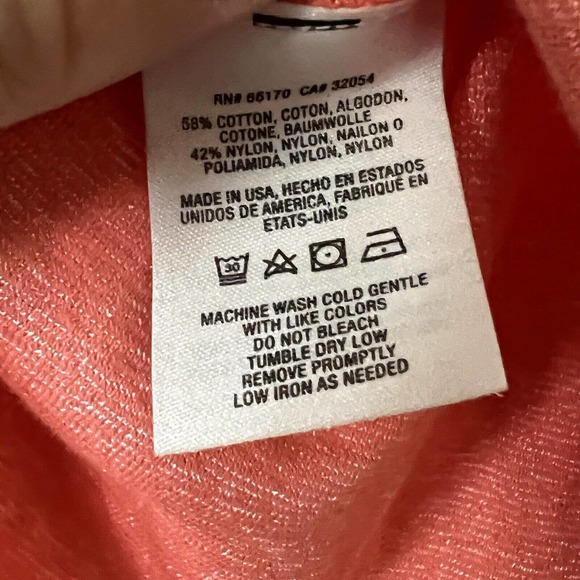 RN# 66170 CA# 32054
58% COTTON, COTON, ALGODON,
COTONE, BAUMWOLLE
42% NYLON, NYLON, NAILON O
POLIAMIDA, NYLON, NYLON
MADE IN USA, HECHO EN ESTADOS
UNIDOS DE AMERICA, FABRIQUÉ EN
ETATS-UNIS
30
MACHINE WASH COLD GENTLE
WITH LIKE COLORS
DO NOT BLEACH
TUMBLE DRY LOW
REMOVE PROMPTLY
LOW IRON AS NEEDED